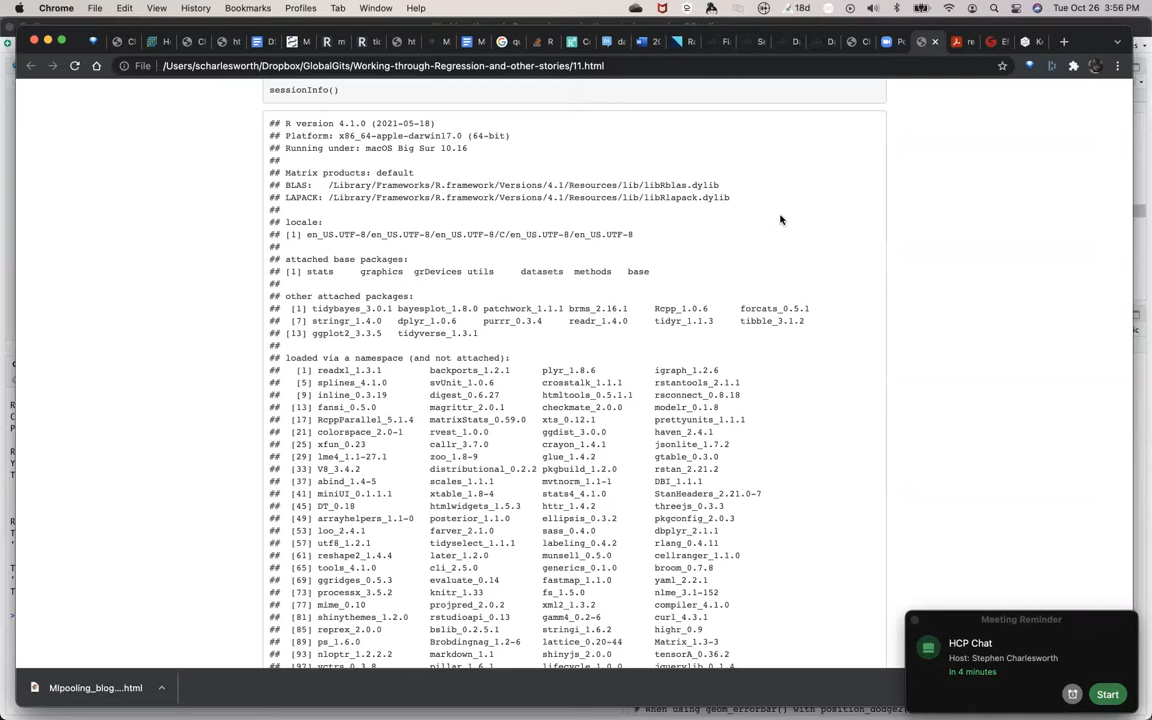 Chrome File Edit View History Bookmarks Profiles Tab Window Help 18d Tue Oct 26 3:56 PM
File /Users/scharlesworth/Dropbox/GlobalGits/Working-through-Regression-and-other-stories/11.html
sessionInfo()
## R version 4.1.0 (2021-05-18)
## Platform: x86_64-apple-darwin17.0 (64-bit)
## Running under: macOS Big Sur 10.16
##
## Matrix products: default
## BLAS: /Library/Frameworks/R.framework/Versions/4.1/Resources/lib/libRblas.dylib
## LAPACK: /Library/Frameworks/R.framework/Versions/4.1/Resources/lib/libRlapack.dylib
##
## locale:
## [1] en_US.UTF-8/en_US.UTF-8/en_US.UTF-8/C/en_US.UTF-8/en_US.UTF-8
##
## attached base packages:
## [1] stats graphics grDevices utils datasets methods base
##
## other attached packages:
## [1] tidybayes_3.0.1 bayesplot_1.8.0 patchwork_1.1.1 brms_2.16.1 Rcpp_1.0.6 forcats_0.5.1
## [7] stringr_1.4.0 dplyr_1.0.6 purrr_0.3.4 readr_1.4.0 tidyr_1.1.3 tibble_3.1.2
## [13] ggplot2_3.3.5 tidyverse_1.3.1
##
## loaded via a namespace (and not attached):
## [1] readxl_1.3.1 backports_1.2.1 plyr_1.8.6 igraph_1.2.6
## [5] splines_4.1.0 svUnit_1.0.6 crosstalk_1.1.1 rstantools_2.1.1
## [9] inline_0.3.19 digest_0.6.27 htmltools_0.5.1.1 rsconnect_0.8.18
## [13] fansi_0.5.0 magrittr_2.0.1 checkmate_2.0.0 modelr_0.1.8
## [17] RcppParallel_5.1.4 matrixStats_0.59.0 xts_0.12.1 prettyunits_1.1.1
## [21] colorspace_2.0-1 rvest_1.0.0 ggdist_3.0.0 haven_2.4.1
## [25] xfun_0.23 callr_3.7.0 crayon_1.4.1 jsonlite_1.7.2
## [29] lme4_1.1-27.1 zoo_1.8-9 glue_1.4.2 gtable_0.3.0
## [33] V8_3.4.2 distributional_0.2.2 pkgbuild_1.2.0 rstan_2.21.2
## [37] abind_1.4-5 scales_1.1.1 mvtnorm_1.1-1 DBI_1.1.1
## [41] miniUI_0.1.1.1 xtable_1.8-4 stats4_4.1.0 StanHeaders_2.21.0-7
## [45] DT_0.18 htmlwidgets_1.5.3 httr_1.4.2 threejs_0.3.3
## [49] arrayhelpers_1.1-0 posterior_1.1.0 ellipsis_0.3.2 pkgconfig_2.0.3
## [53] loo_2.4.1 farver_2.1.0 sass_0.4.0 dbplyr_2.1.1
## [57] utf8_1.2.1 tidyselect_1.1.1 labeling_0.4.2 rlang_0.4.11
## [61] reshape2_1.4.4 later_1.2.0 munsell_0.5.0 cellranger_1.1.0
## [65] tools_4.1.0 cli_2.5.0 generics_0.1.0 broom_0.7.8
## [69] ggridges_0.5.3 evaluate_0.14 fastmap_1.1.0 yaml_2.2.1
## [73] processx_3.5.2 knitr_1.33 fs_1.5.0 nlme_3.1-152
## [77] mime_0.10 projpred_2.0.2 xml2_1.3.2 compiler_4.1.0
## [81] shinythemes_1.2.0 rstudioapi_0.13 gamm4_0.2-6 curl_4.3.1
## [85] reprex_2.0.0 bslib_0.2.5.1 stringi_1.6.2 highr_0.9
## [89] ps_1.6.0 Brobdingnag_1.2-6 lattice_0.20-44 Matrix_1.3-3
## [93] nloptr_1.2.2.2 markdown_1.1 shinyjs_2.0.0 tensorA_0.36.2
## [97] vctrs_0.3.8 pillar_1.6.1 lifecycle_1.0.0 jquerylib_0.1.4
Meeting Reminder
HCP Chat
Host: Stephen Charlesworth
In 4 minutes
Start
MIpooling_blog....html
# When using geom_errorbar() with position_dodge2(